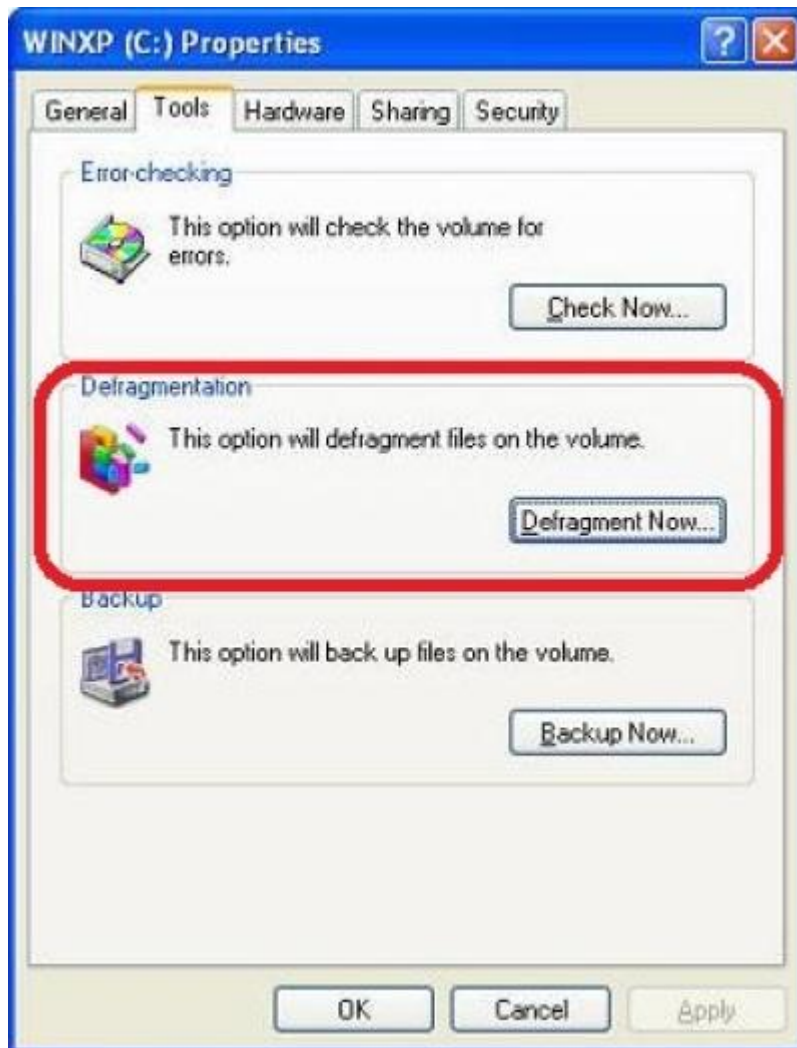 WINXP (C:) Properties
General Tools Hardware Sharing Security
Error-checking
This option will check the volume for
errors.
Check Now...
Defragmentation
This option will defragment files on the volume.
Defragment Now...
Backup
This option will back up files on the volume.
Backup Now...
OK Cancel Apply